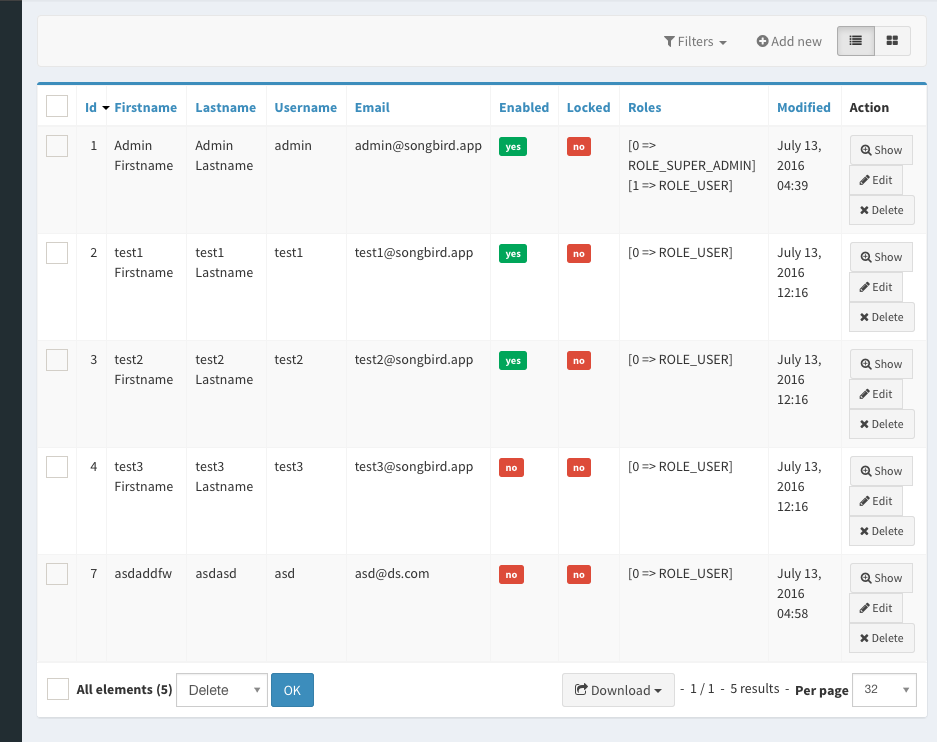 Filters Add new
Id Firstname Lastname Username Email Enabled Locked Roles Modified Action
1 Admin Admin admin admin@songbird.app yes no [0 => July 13, Show
Firstname Lastname ROLE_SUPER_ADMIN] 2016 Edit
[1 => ROLE_USER] 04:39 Delete
2 test1 test1 test1 test1@songbird.app yes no [0 => ROLE_USER] July 13, Show
Firstname Lastname 2016 Edit
12:16 Delete
3 test2 test2 test2 test2@songbird.app yes no [0 => ROLE_USER] July 13, Show
Firstname Lastname 2016 Edit
12:16 Delete
4 test3 test3 test3 test3@songbird.app no no [0 => ROLE_USER] July 13, Show
Firstname Lastname 2016 Edit
12:16 Delete
7 asdaddfw asdasd asd asd@ds.com no no [0 => ROLE_USER] July 13, Show
2016 Edit
04:58 Delete
All elements (5) Delete OK Download - 1 / 1 - 5 results - Per page 32